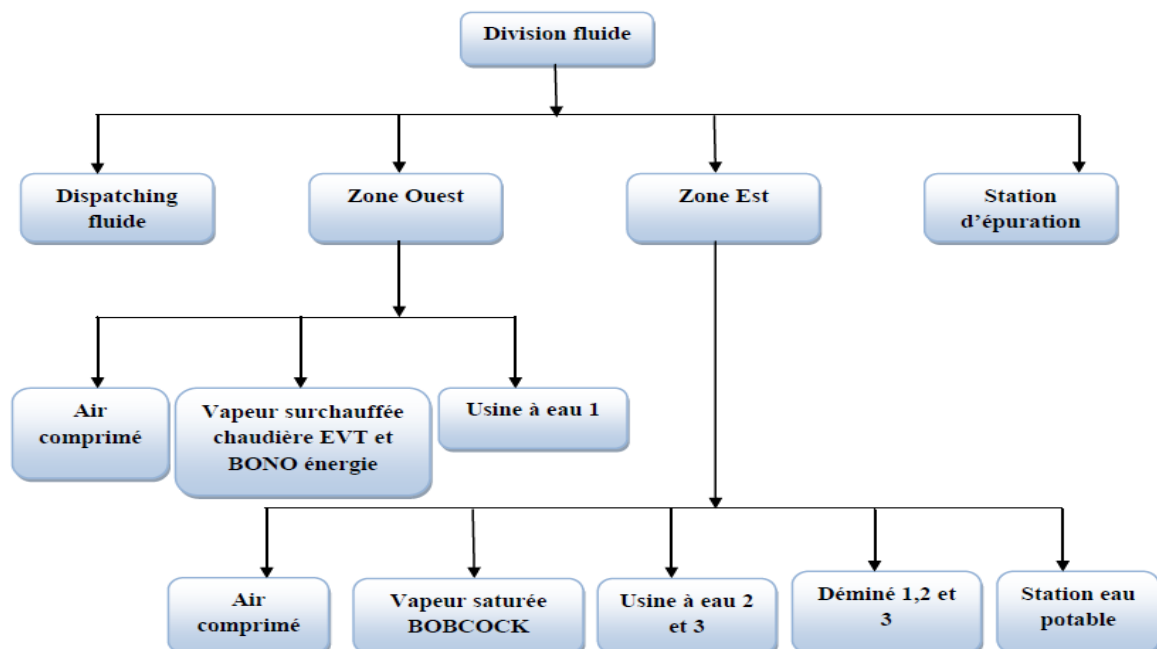 Division fluide
Dispatching
fluide
Zone Ouest
Zone Est
Station
d’épuration
Air
comprimé
Vapeur surchauffée
chaudière EVT et
BONO énergie
Usine à eau 1
Air
comprimé
Vapeur saturée
BOBCOCK
Usine à eau 2
et 3
Déminé 1,2 et
3
Station eau
potable